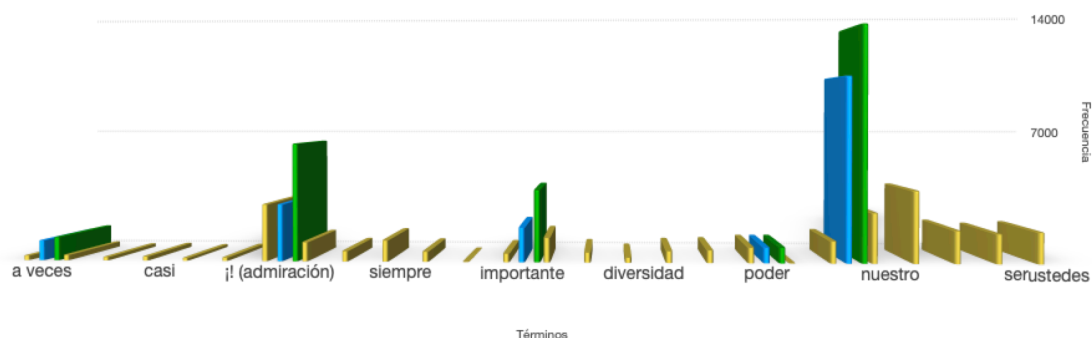 14000
7000
Frecuencia
a veces casi ¡! (admiración) siempre importante diversidad poder nuestro serustedes
Términos